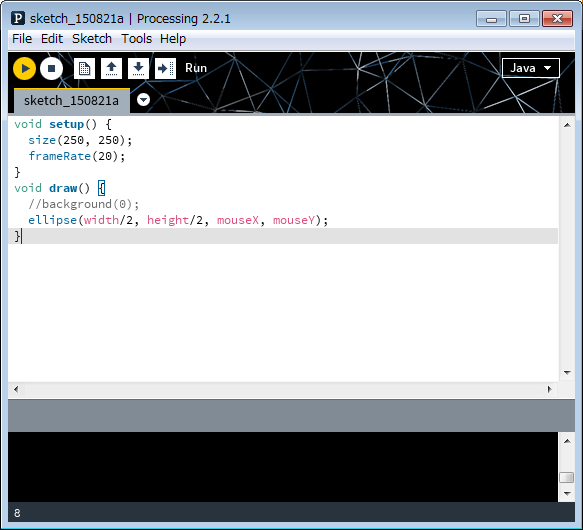 sketch_150821a | Processing 2.2.1
File Edit Sketch Tools Help
Run
Java
sketch_150821a
void setup() {
  size(250, 250);
  frameRate(20);
}
void draw() {
  //background(0);
  ellipse(width/2, height/2, mouseX, mouseY);
}
8